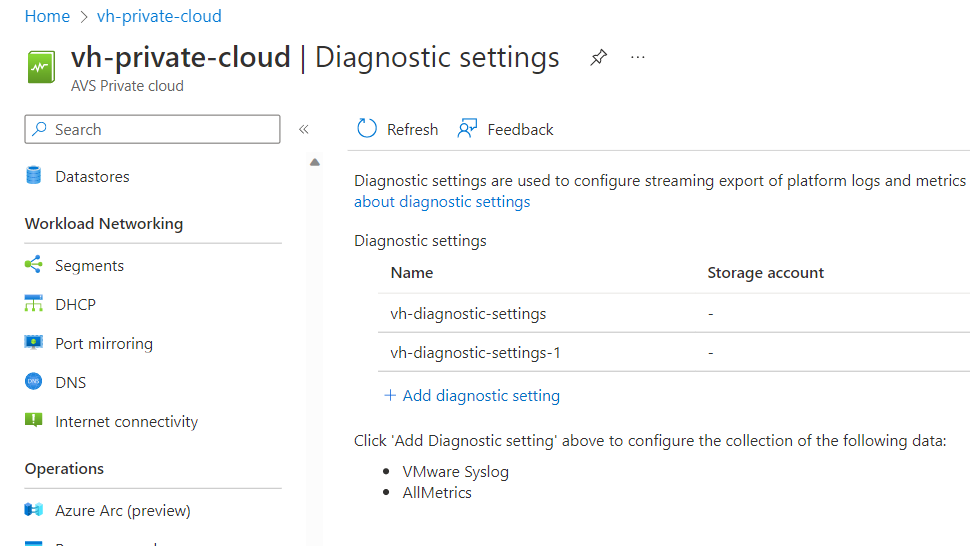 Home > vh-private-cloud
vh-private-cloud | Diagnostic settings
AVS Private cloud
Search
Datastores
Workload Networking
Segments
DHCP
Port mirroring
DNS
Internet connectivity
Operations
Azure Arc (preview)
Refresh Feedback
Diagnostic settings are used to configure streaming export of platform logs and metrics
about diagnostic settings
Diagnostic settings
Name Storage account
vh-diagnostic-settings -
vh-diagnostic-settings-1 -
+ Add diagnostic setting
Click 'Add Diagnostic setting' above to configure the collection of the following data:
• VMware Syslog
• AllMetrics